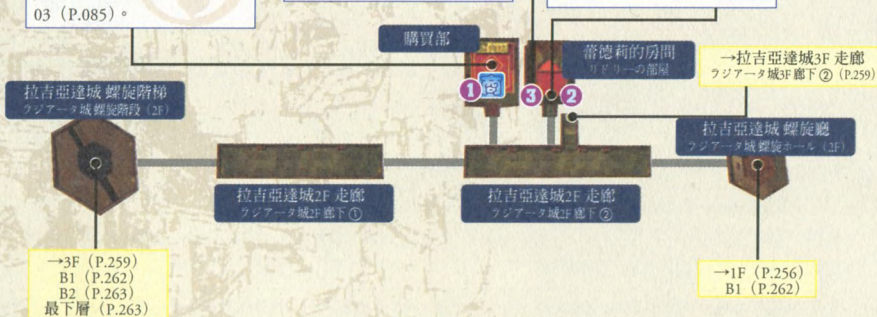 03（P.085）。
購買部
蕾德莉的房間
リドリーの部屋
→拉吉亞達城3F 走廊
ラジアータ城3F 廊下②（P.259）
拉吉亞達城 螺旋階梯
ラジアータ城 螺旋階段（2F）
①
③
②
拉吉亞達城 螺旋廳
ラジアータ城 螺旋ホール（2F）
拉吉亞達城2F 走廊
ラジアータ城2F 廊下①
拉吉亞達城2F 走廊
ラジアータ城2F 廊下②
→3F（P.259）
B1（P.262）
B2（P.263）
最下層（P.263）
→1F（P.256）
B1（P.262）